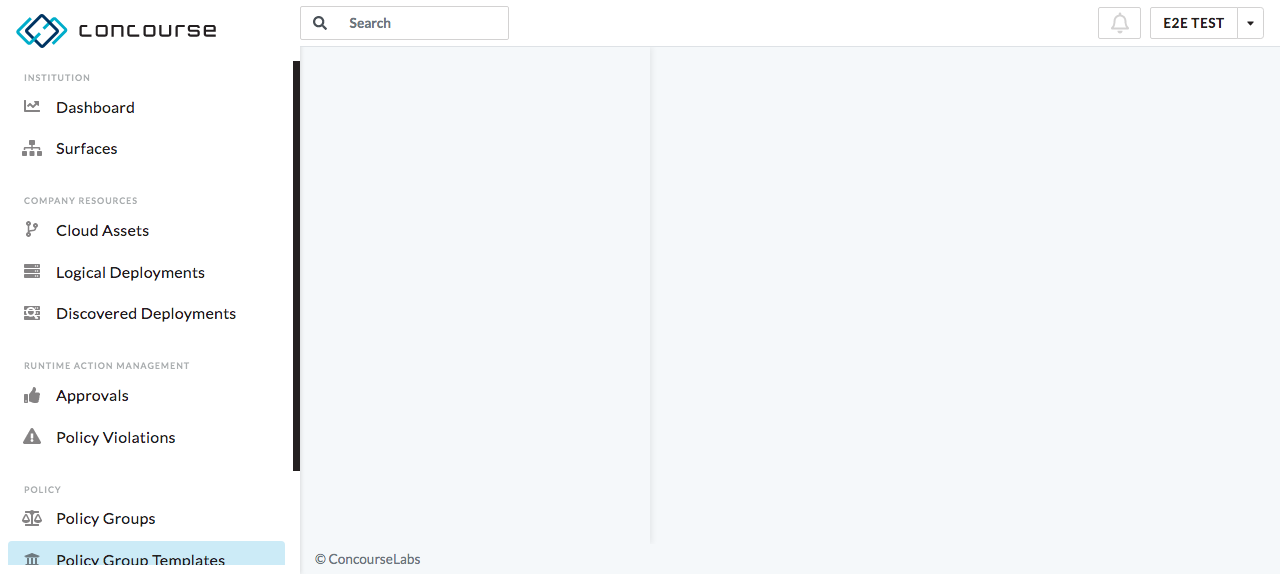 concourse
Search
E2E TEST
INSTITUTION
Dashboard
Surfaces
COMPANY RESOURCES
Cloud Assets
Logical Deployments
Discovered Deployments
RUNTIME ACTION MANAGEMENT
Approvals
Policy Violations
POLICY
Policy Groups
Policy Group Templates
© ConcourseLabs